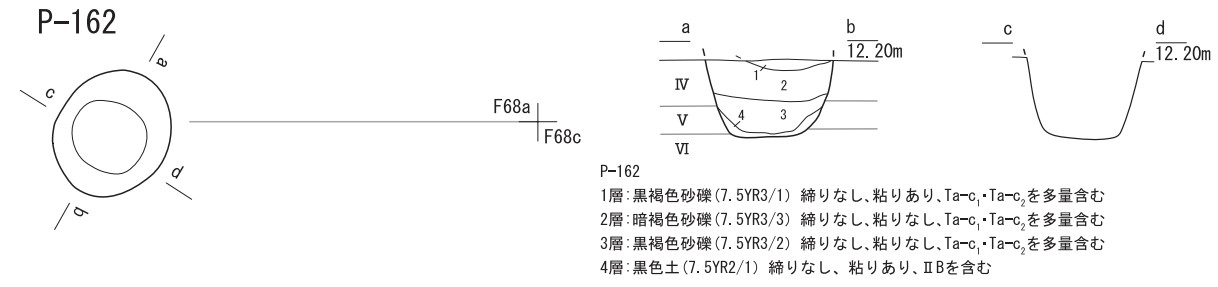 P-162
a
c
d
b
F68a
F68c
a b
12.20m
c d
12.20m
1
2
Ⅳ
4 3
Ⅴ
Ⅵ
P-162
1層:黒褐色砂礫(7.5YR3/1) 締りなし、粘りあり、Ta-c₁・Ta-c₂を多量含む
2層:暗褐色砂礫(7.5YR3/3) 締りなし、粘りなし、Ta-c₁・Ta-c₂を多量含む
3層:黒褐色砂礫(7.5YR3/2) 締りなし、粘りなし、Ta-c₁・Ta-c₂を多量含む
4層:黒色土(7.5YR2/1) 締りなし、粘りあり、ⅡBを含む